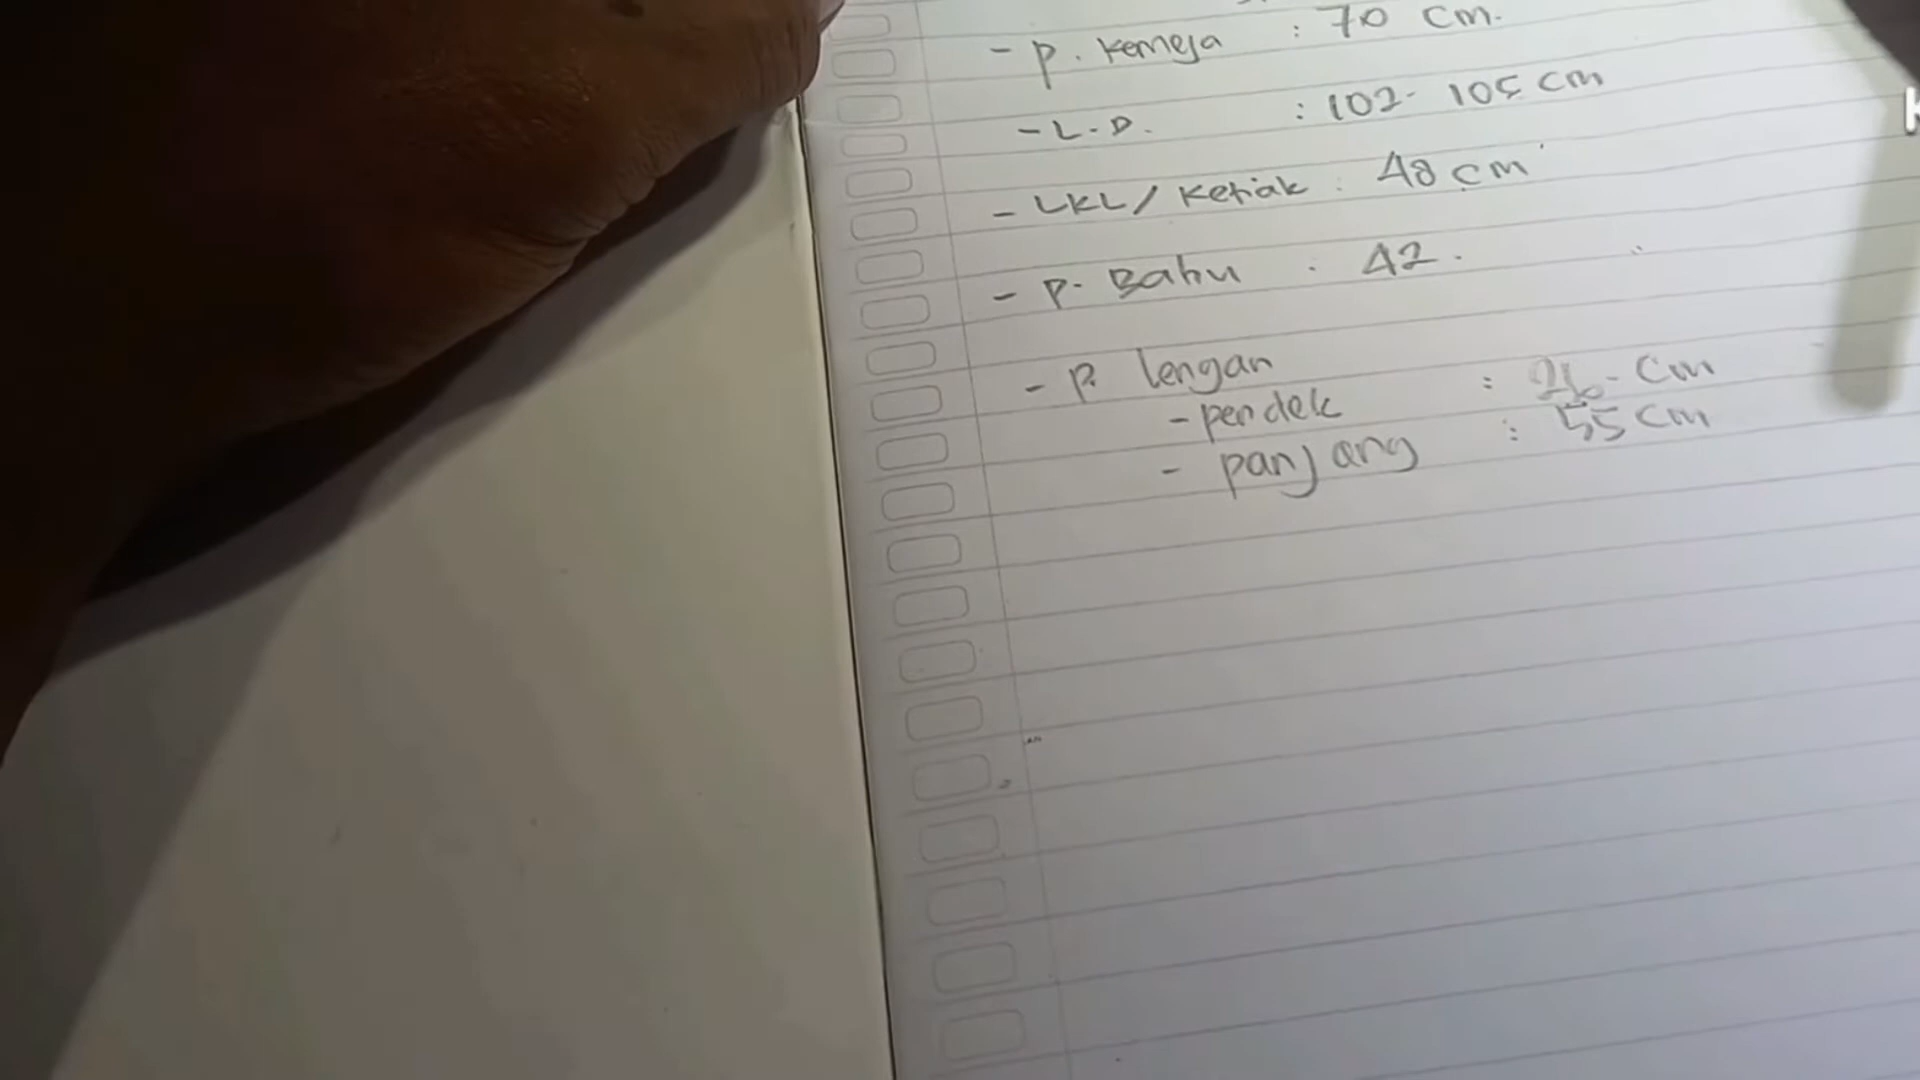 - P. Kemeja : 70 cm.
- L.D. : 102- 105 cm
- LKL / Ketiak : 48 cm
- P. Bahu : 42.
- P. lengan
- pendek : 26- cm
- panjang : 55 cm